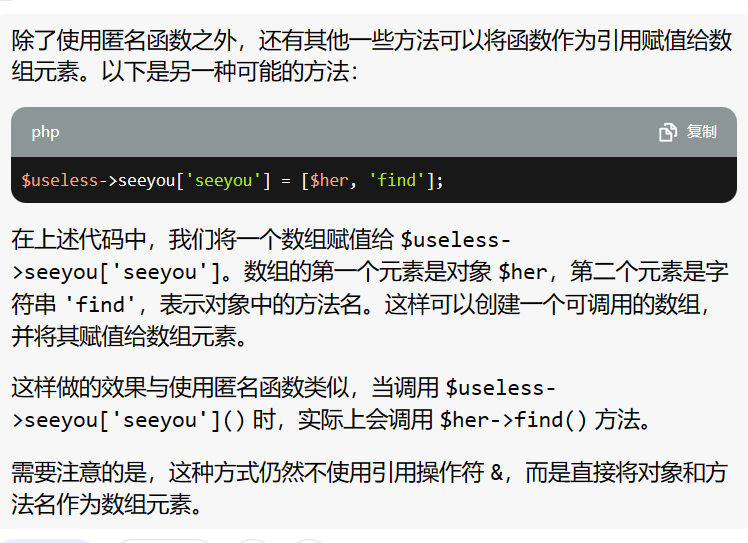 除了使用匿名函数之外，还有其他一些方法可以将函数作为引用赋值给数
组元素。以下是另一种可能的方法：
php
复制
$useless->seeyou['seeyou'] = [$her, 'find'];
在上述代码中，我们将一个数组赋值给 $useless-
>seeyou['seeyou']。数组的第一个元素是对象 $her，第二个元素是字
符串 'find'，表示对象中的方法名。这样可以创建一个可调用的数组，
并将其赋值给数组元素。
这样做的效果与使用匿名函数类似，当调用 $useless-
>seeyou['seeyou']() 时，实际上会调用 $her->find() 方法。
需要注意的是，这种方式仍然不使用引用操作符 &，而是直接将对象和方
法名作为数组元素。